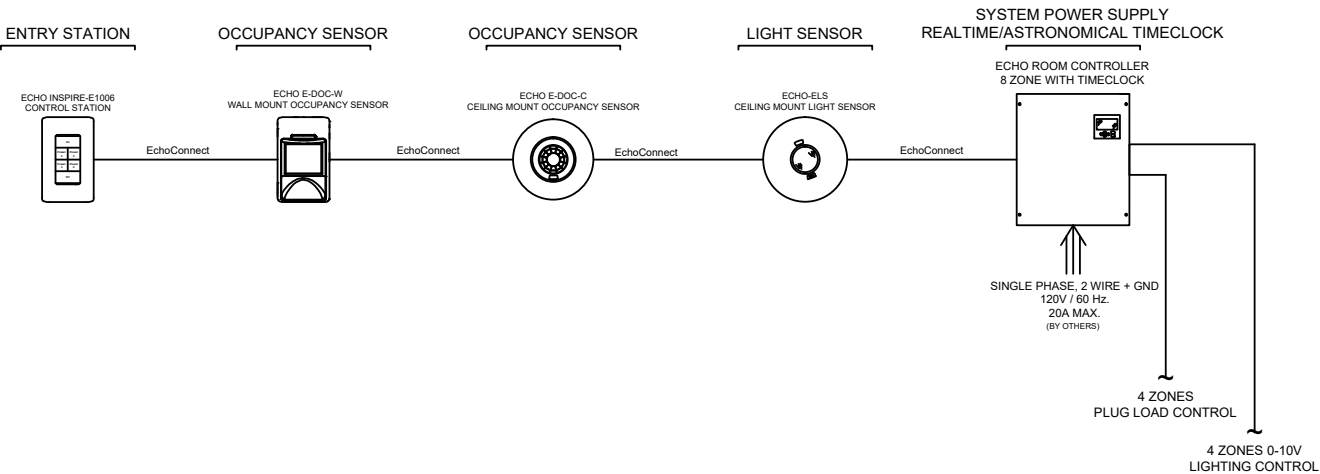 ENTRY STATION
ECHO INSPIRE-E1006
CONTROL STATION
EchoConnect
OCCUPANCY SENSOR
ECHO E-DOC-W
WALL MOUNT OCCUPANCY SENSOR
EchoConnect
OCCUPANCY SENSOR
ECHO E-DOC-C
CEILING MOUNT OCCUPANCY SENSOR
EchoConnect
LIGHT SENSOR
ECHO-ELS
CEILING MOUNT LIGHT SENSOR
EchoConnect
SYSTEM POWER SUPPLY
REALTIME/ASTRONOMICAL TIMECLOCK
ECHO ROOM CONTROLLER
8 ZONE WITH TIMECLOCK
SINGLE PHASE, 2 WIRE + GND
120V / 60 Hz.
20A MAX.
(BY OTHERS)
4 ZONES
PLUG LOAD CONTROL
4 ZONES 0-10V
LIGHTING CONTROL